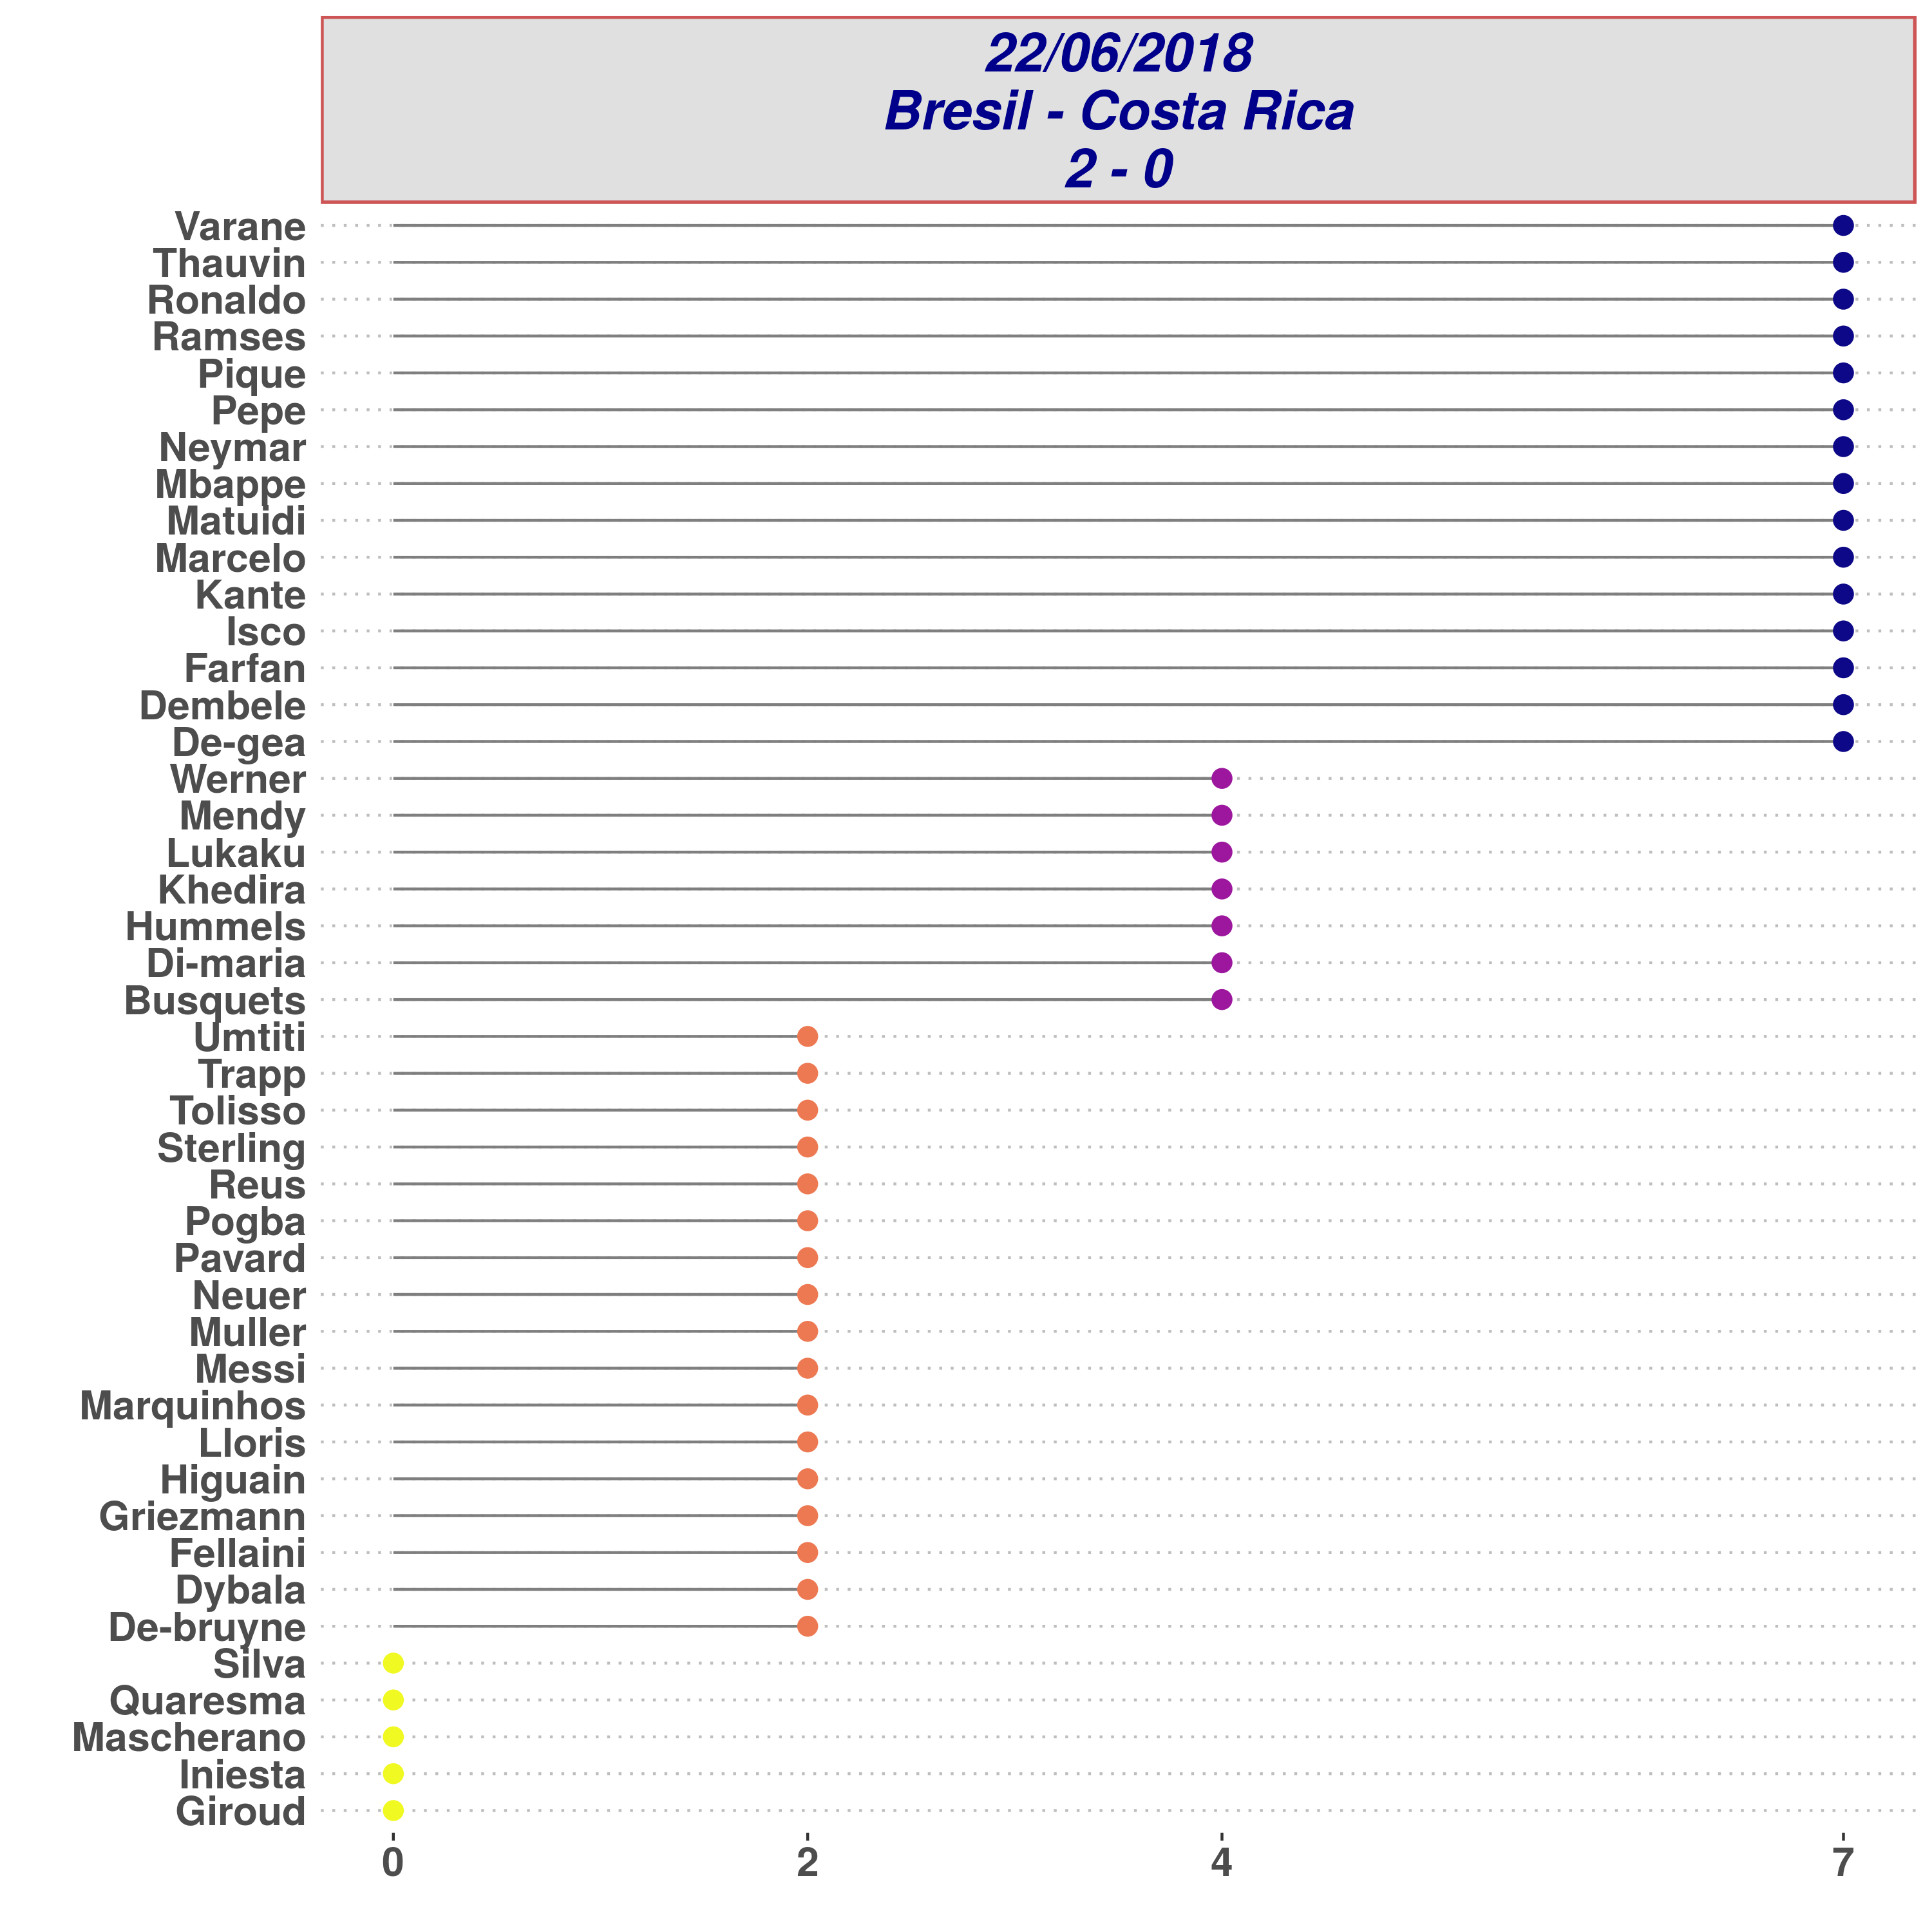 22/06/2018
Bresil - Costa Rica
2 - 0
Varane
Thauvin
Ronaldo
Ramses
Pique
Pepe
Neymar
Mbappe
Matuidi
Marcelo
Kante
Isco
Farfan
Dembele
De-gea
Werner
Mendy
Lukaku
Khedira
Hummels
Di-maria
Busquets
Umtiti
Trapp
Tolisso
Sterling
Reus
Pogba
Pavard
Neuer
Muller
Messi
Marquinhos
Lloris
Higuain
Griezmann
Fellaini
Dybala
De-bruyne
Silva
Quaresma
Mascherano
Iniesta
Giroud
0 2 4 7